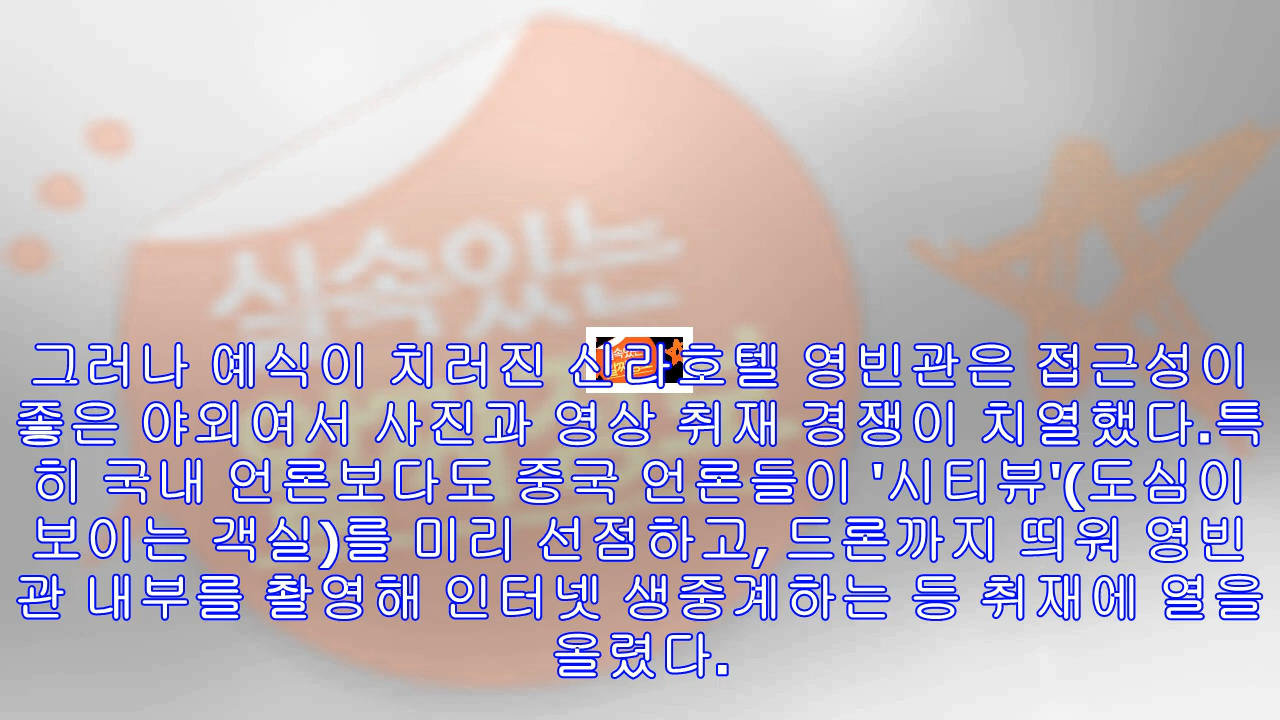 실속있는
그러나 예식이 치러진 신라호텔 영빈관은 접근성이
좋은 야외여서 사진과 영상 취재 경쟁이 치열했다.특
히 국내 언론보다도 중국 언론들이 '시티뷰'(도심이
보이는 객실)를 미리 선점하고, 드론까지 띄워 영빈
관 내부를 촬영해 인터넷 생중계하는 등 취재에 열을
올렸다.